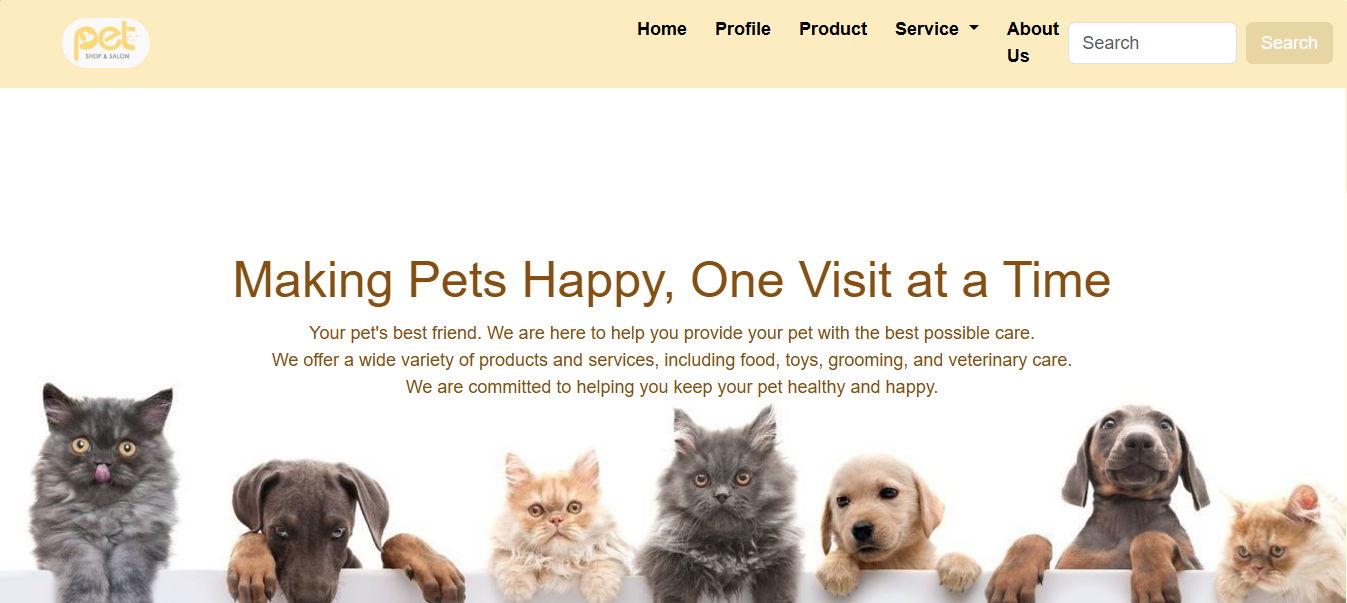 pet
SHOP & SALON
Home Profile Product Service About Us Search Search
Making Pets Happy, One Visit at a Time
Your pet's best friend. We are here to help you provide your pet with the best possible care.
We offer a wide variety of products and services, including food, toys, grooming, and veterinary care.
We are committed to helping you keep your pet healthy and happy.